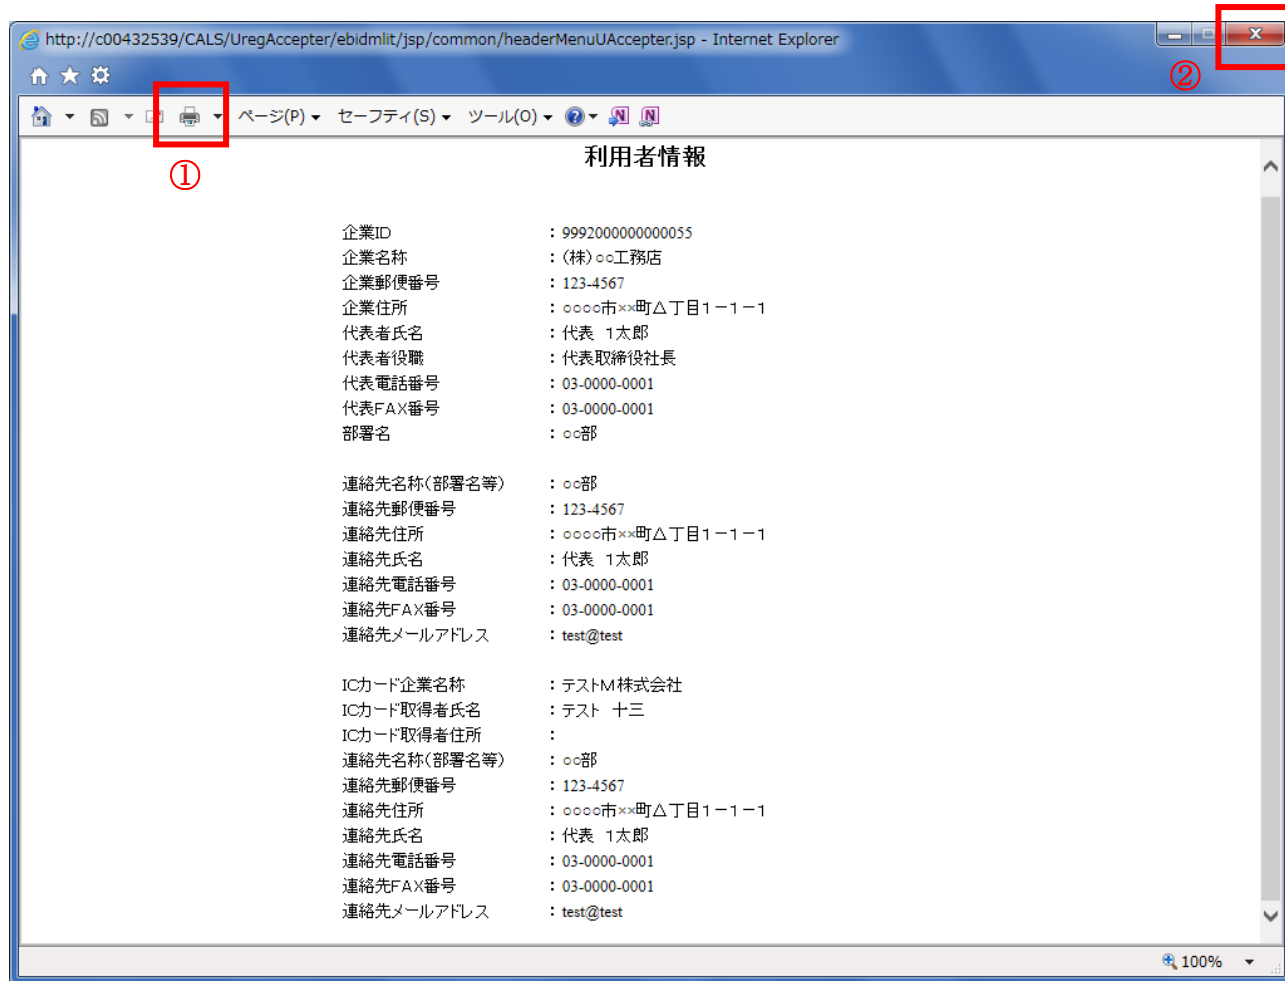 http://c00432539/CALS/UregAccepter/ebidmlit/jsp/common/headerMenuUAccepter.jsp - Internet Explorer
②
ページ(P) セーフティ(S) ツール(O)
①
利用者情報
企業ID : 9992000000000055
企業名称 : (株)○○工務店
企業郵便番号 : 123-4567
企業住所 : ○○○○市××町△丁目1-1-1
代表者氏名 : 代表 1太郎
代表者役職 : 代表取締役社長
代表電話番号 : 03-0000-0001
代表FAX番号 : 03-0000-0001
部署名 : ○○部
連絡先名称(部署名等) : ○○部
連絡先郵便番号 : 123-4567
連絡先住所 : ○○○○市××町△丁目1-1-1
連絡先氏名 : 代表 1太郎
連絡先電話番号 : 03-0000-0001
連絡先FAX番号 : 03-0000-0001
連絡先メールアドレス : test@test
ICカード企業名称 : テストM株式会社
ICカード取得者氏名 : テスト 十三
ICカード取得者住所 :
連絡先名称(部署名等) : ○○部
連絡先郵便番号 : 123-4567
連絡先住所 : ○○○○市××町△丁目1-1-1
連絡先氏名 : 代表 1太郎
連絡先電話番号 : 03-0000-0001
連絡先FAX番号 : 03-0000-0001
連絡先メールアドレス : test@test
100%